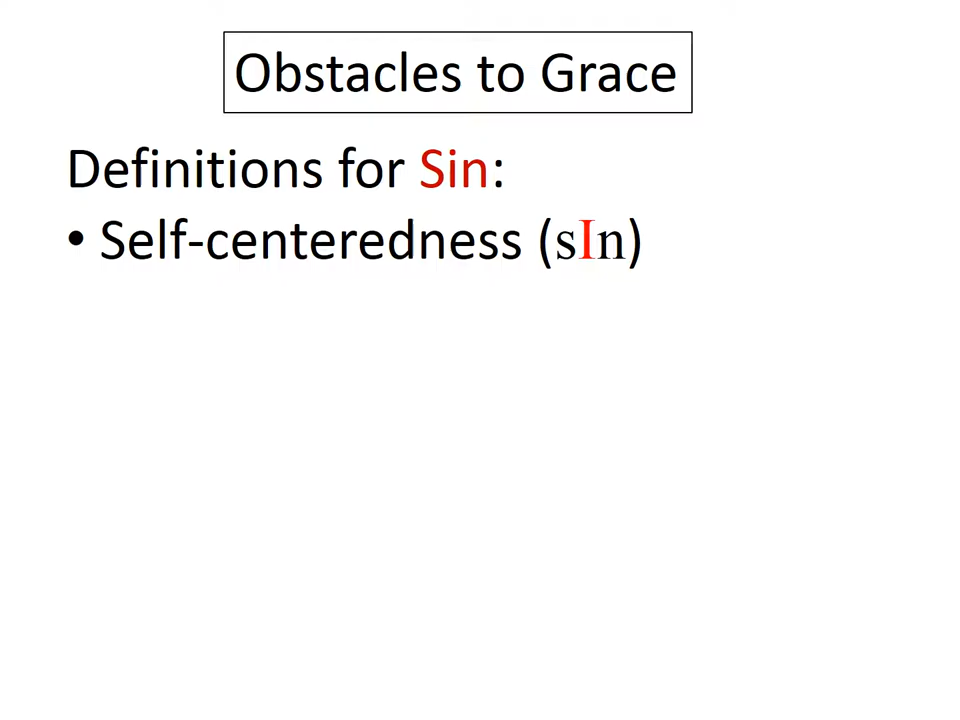 Obstacles to Grace
Definitions for Sin:
• Self-centeredness (sIn)